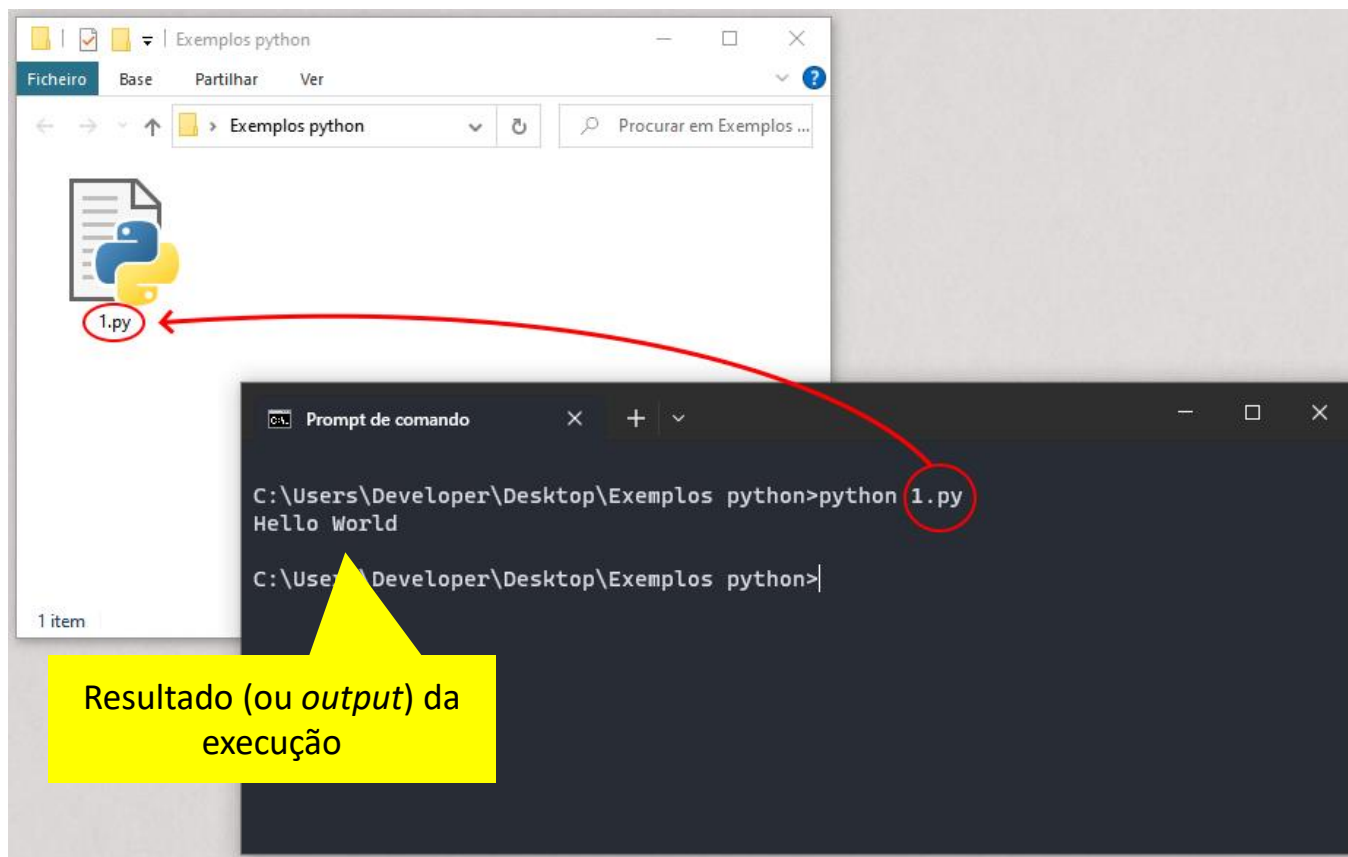 Exemplos python
Ficheiro Base Partilhar Ver
Exemplos python Procurar em Exemplos ...
1.py
Prompt de comando
C:\Users\Developer\Desktop\Exemplos python>python 1.py
Hello World
C:\Users\Developer\Desktop\Exemplos python>
1 item
Resultado (ou output) da
execução